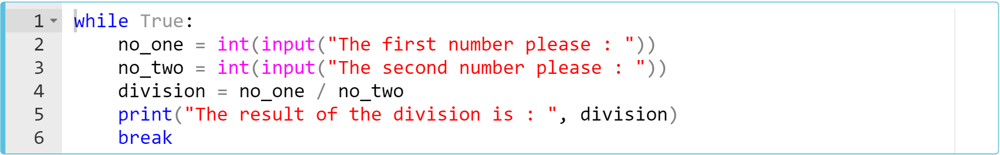 1 while True:
2     no_one = int(input("The first number please : "))
3     no_two = int(input("The second number please : "))
4     division = no_one / no_two
5     print("The result of the division is : ", division)
6     break